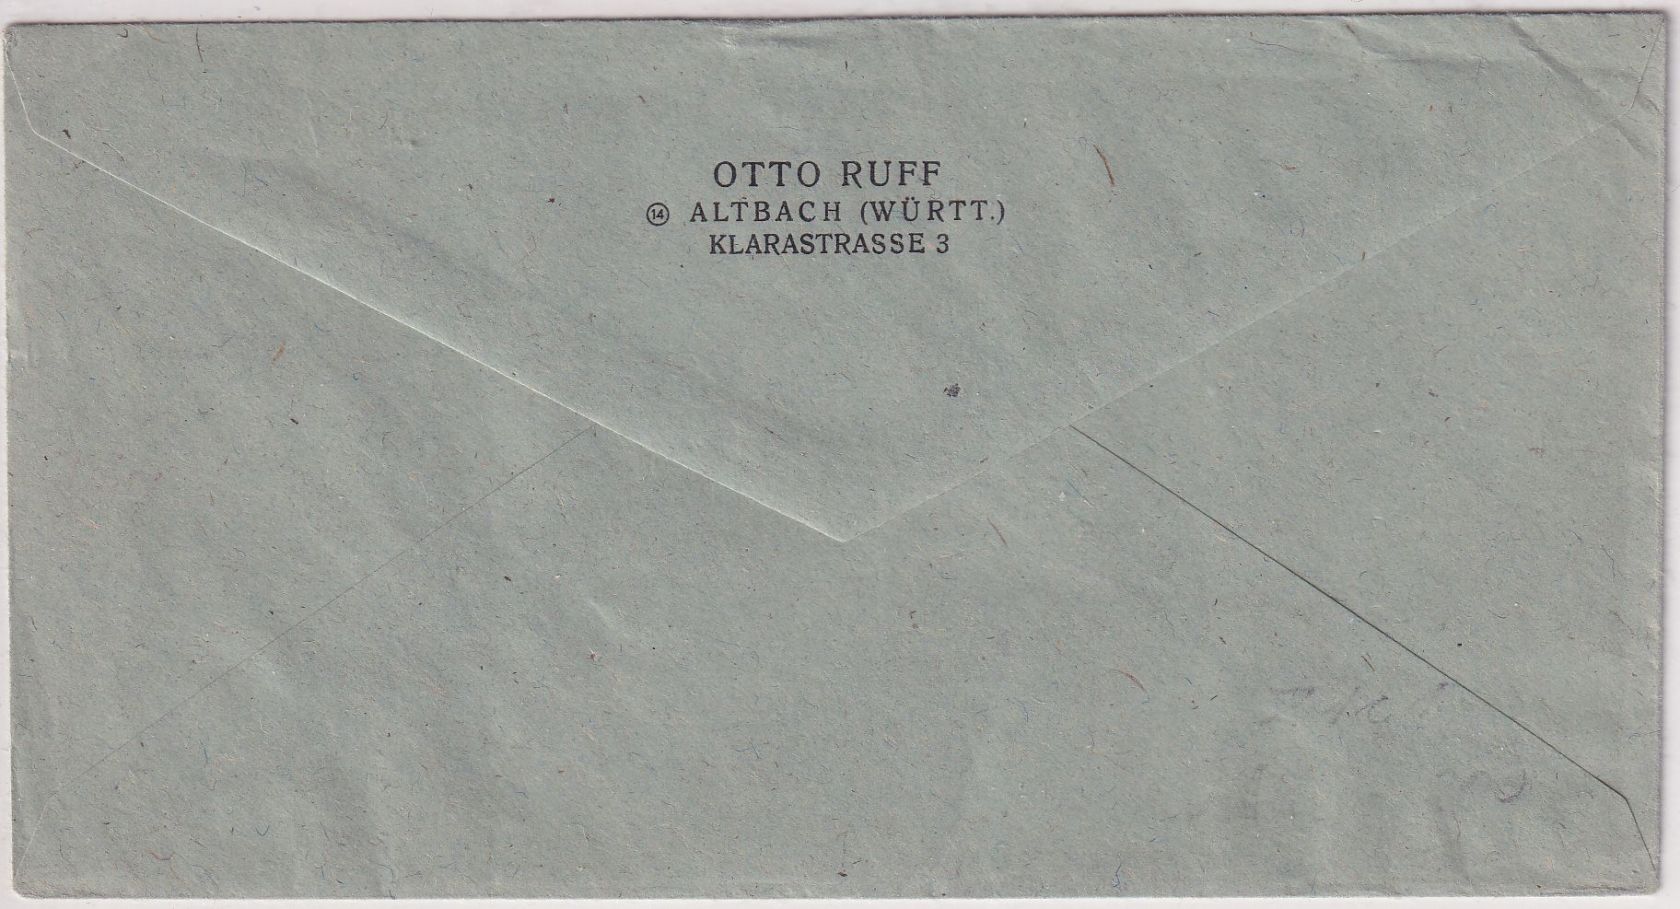 OTTO RUFF
⑭ ALTBACH (WÜRTT.)
KLARASTRASSE 3